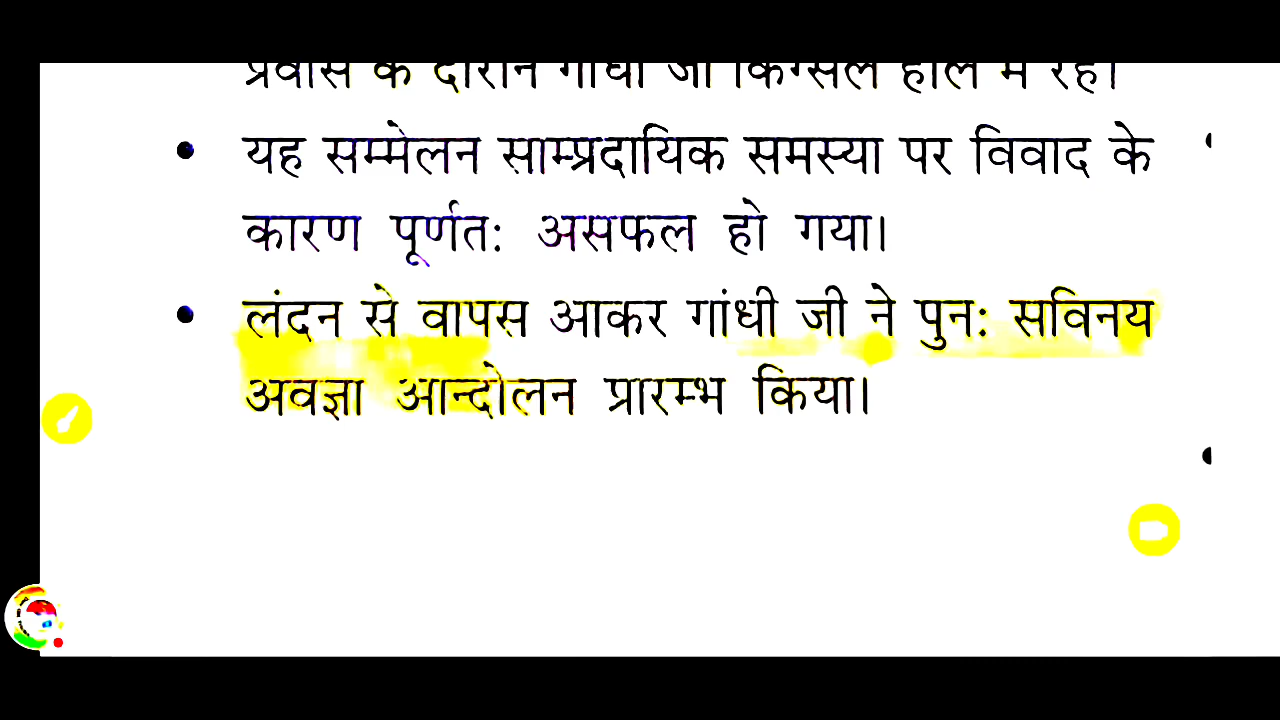 प्रवास के दौरान गांधी जी किंग्सले हॉल में रहे।
यह सम्मेलन साम्प्रदायिक समस्या पर विवाद के
कारण पूर्णत: असफल हो गया।
लंदन से वापस आकर गांधी जी ने पुन: सविनय
अवज्ञा आन्दोलन प्रारम्भ किया।